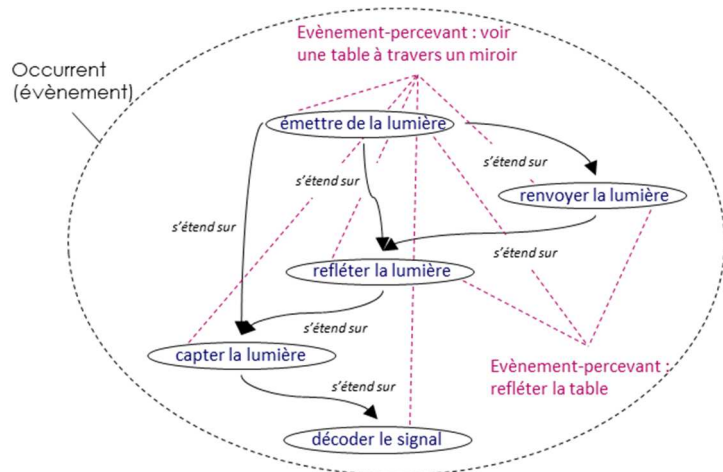 Evènement-percevant : voir
une table à travers un miroir
Occurrent
(évènement)
émettre de la lumière
s'étend sur
s'étend sur
renvoyer la lumière
s'étend sur
s'étend sur
refléter la lumière
s'étend sur
capter la lumière
Evènement-percevant :
refléter la table
s'étend sur
décoder le signal